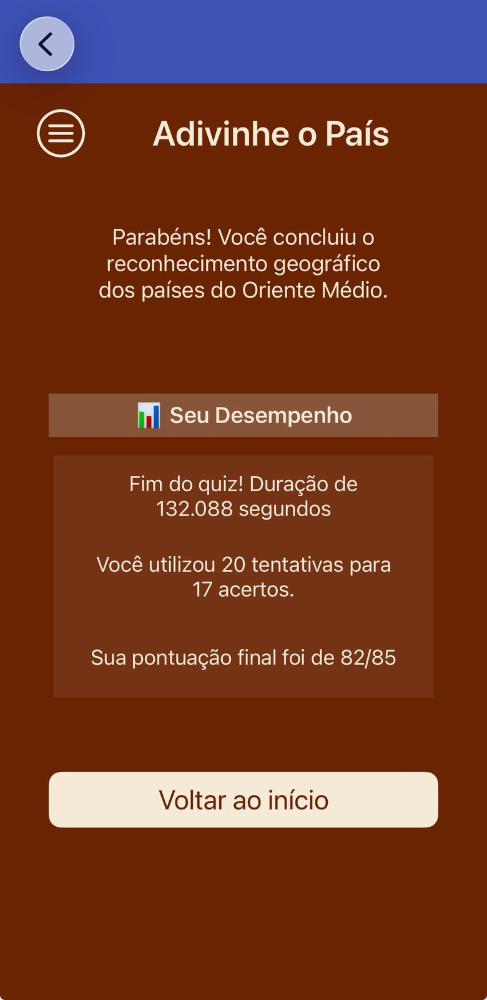 Adivinhe o País
Parabéns! Você concluiu o
reconhecimento geográfico
dos países do Oriente Médio.
📊 Seu Desempenho
Fim do quiz! Duração de
132.088 segundos
Você utilizou 20 tentativas para
17 acertos.
Sua pontuação final foi de 82/85
Voltar ao início